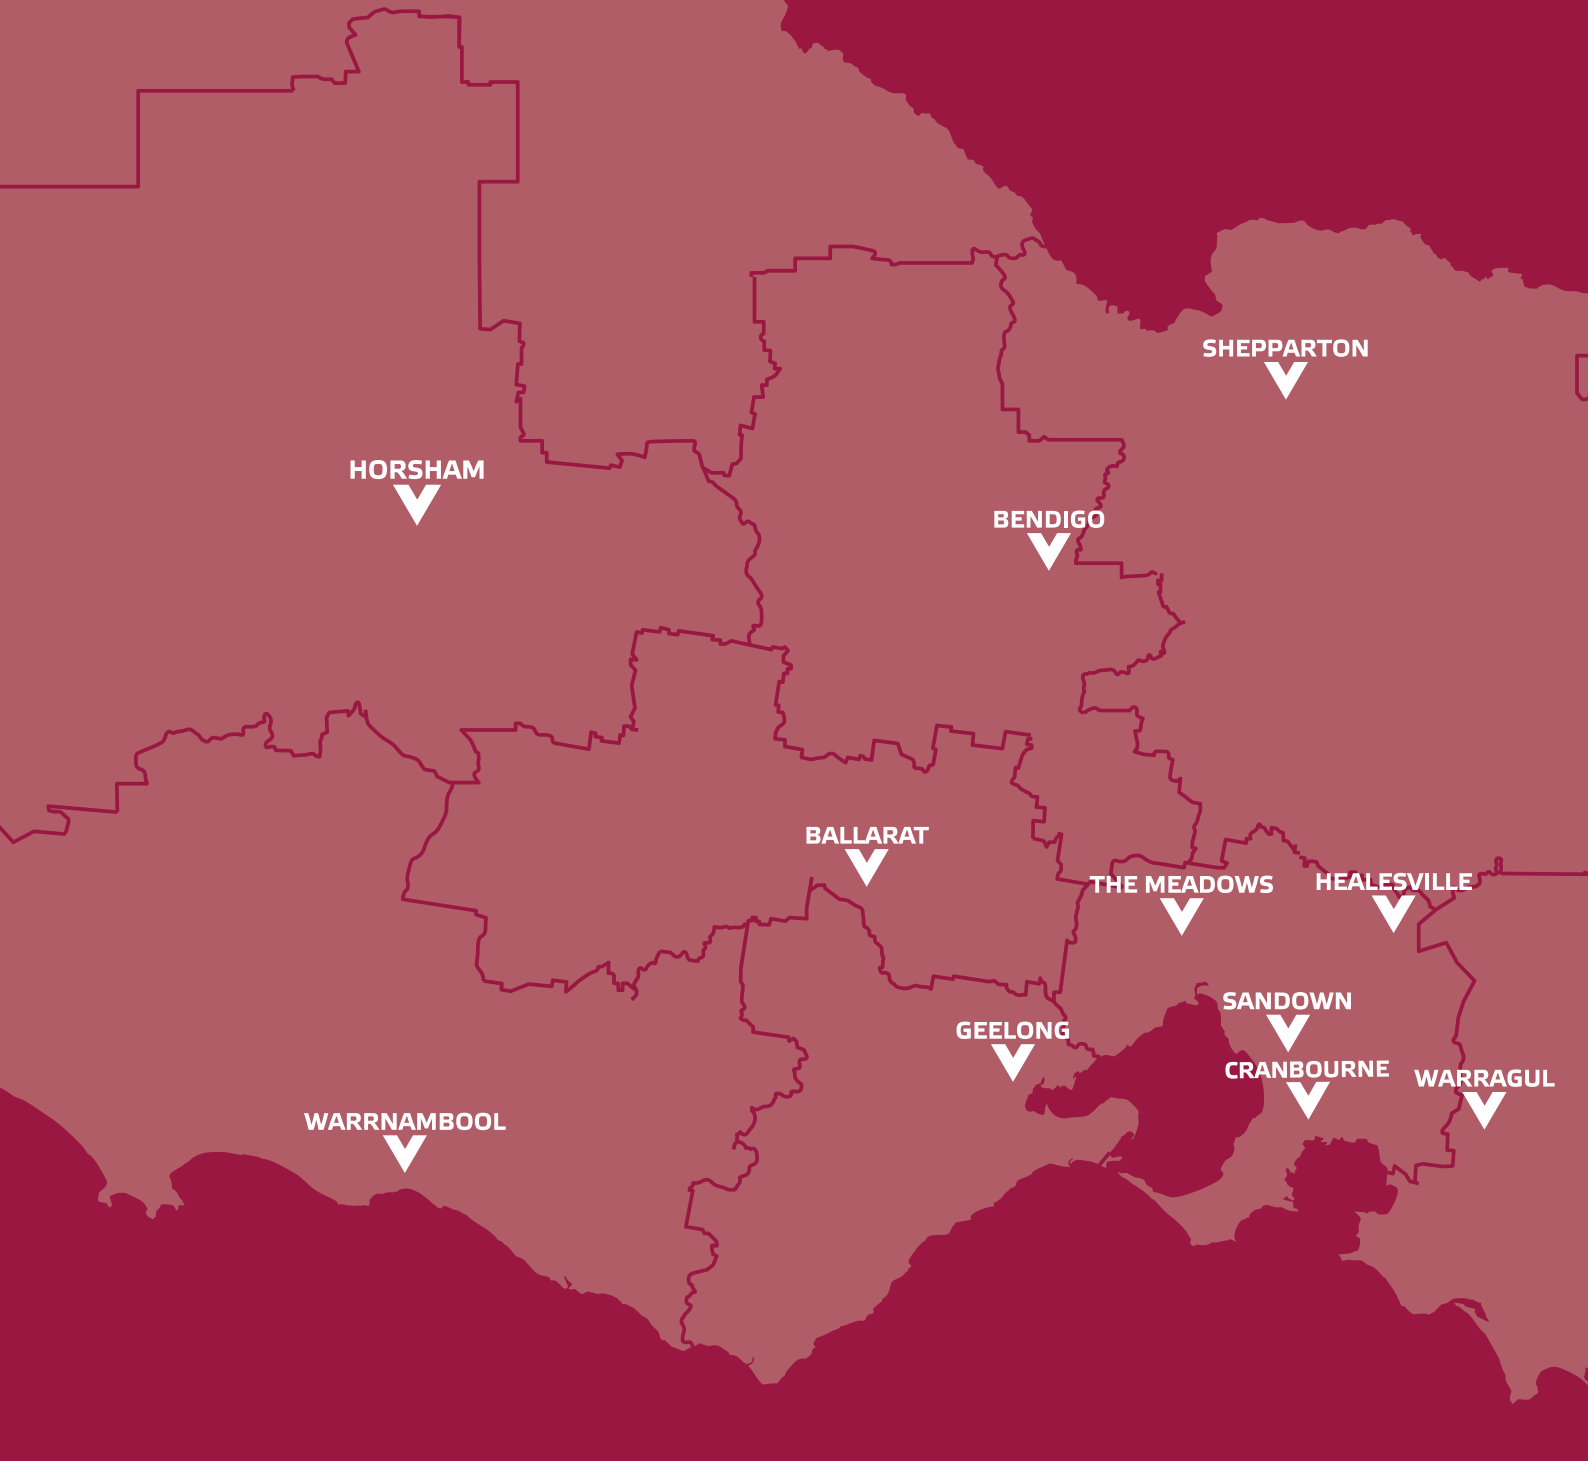 SHEPPARTON
HORSHAM
BENDIGO
BALLARAT
THE MEADOWS
HEALESVILLE
SANDOWN
GEELONG
CRANBOURNE
WARRAGUL
WARRNAMBOOL